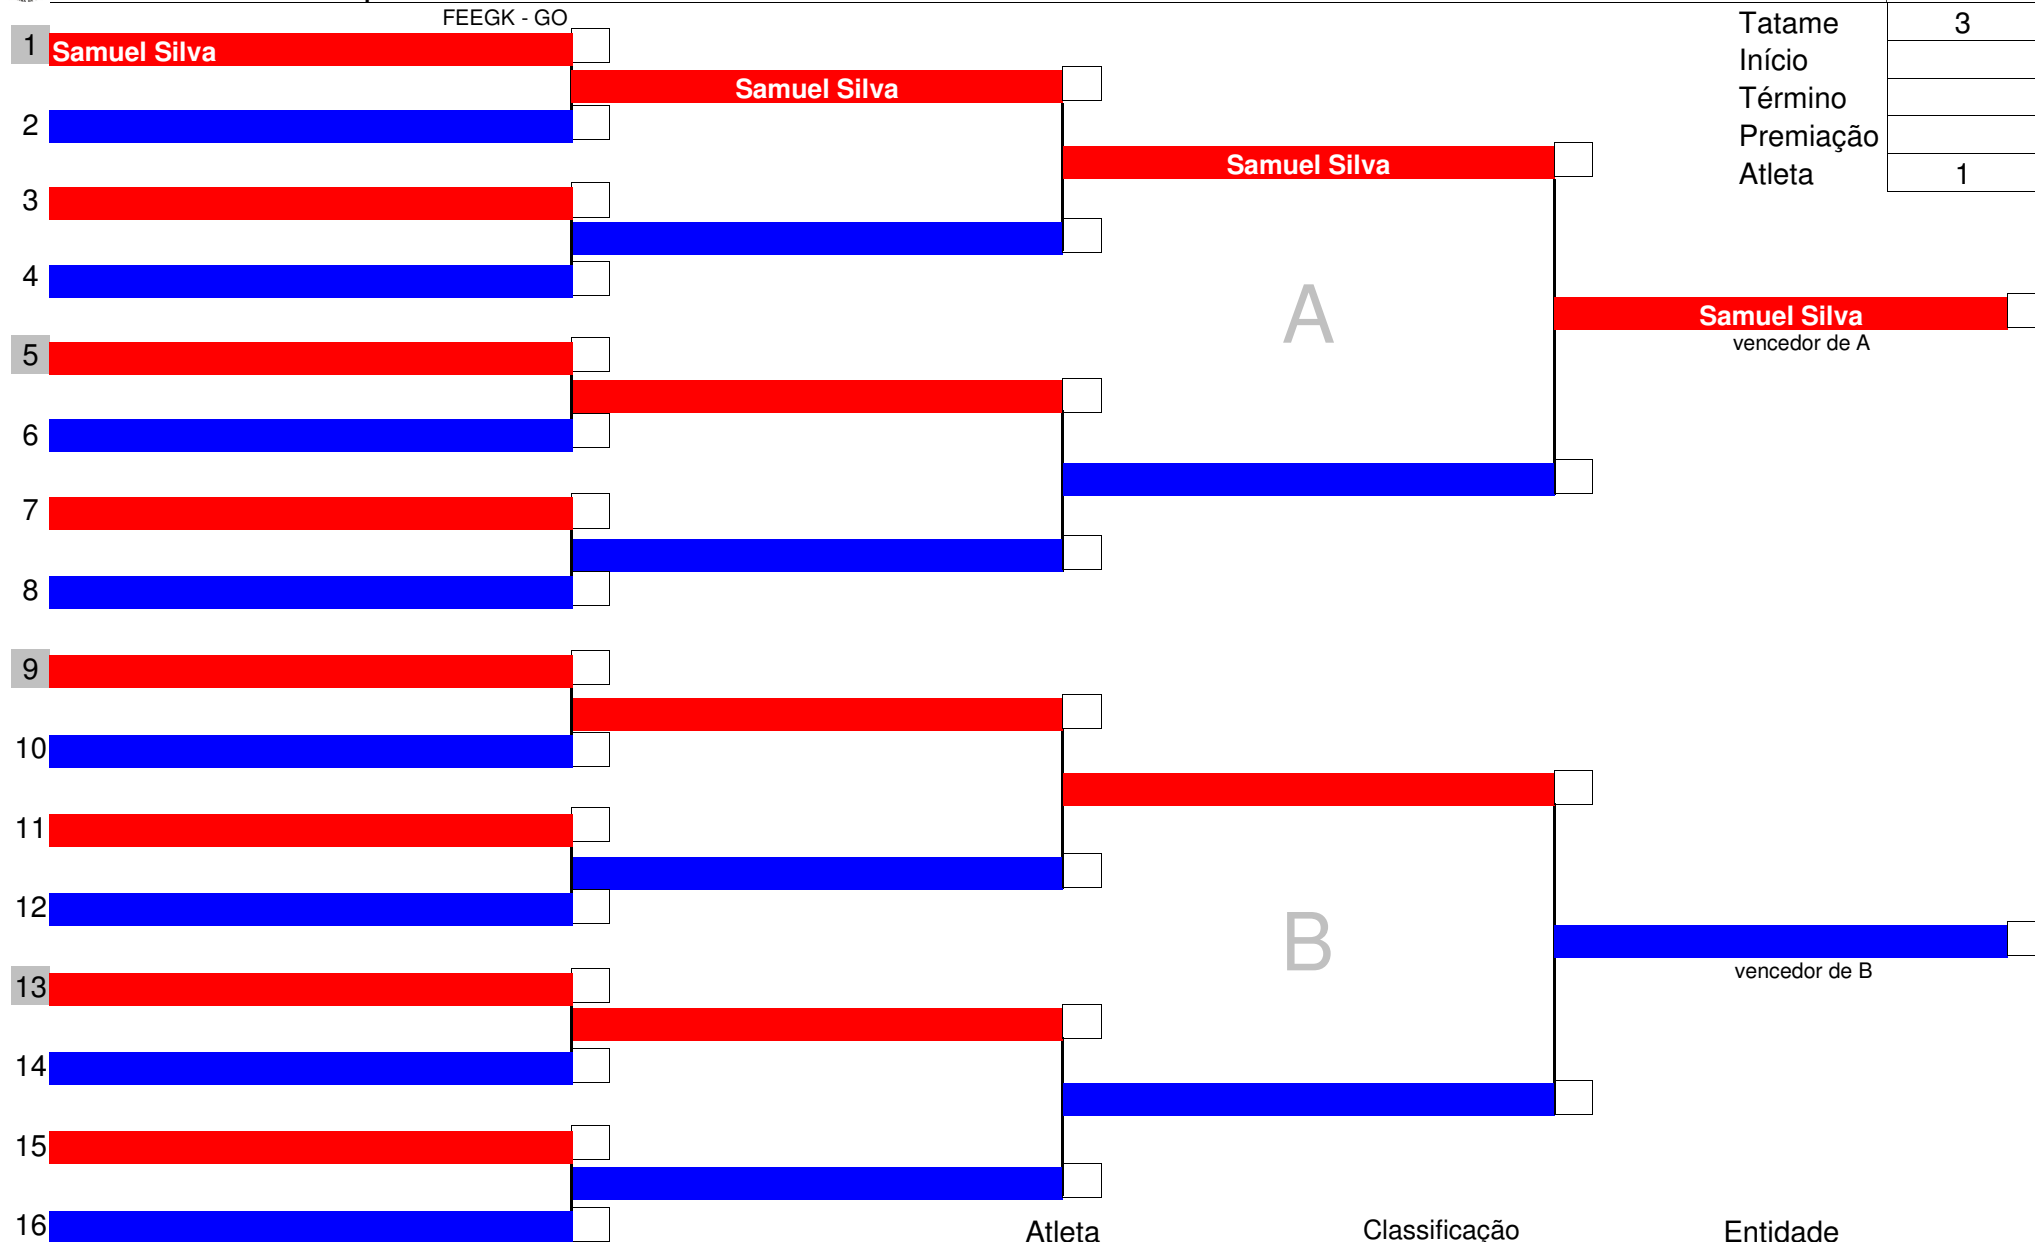 FEEGK - GO
Tatame 3
1 Samuel Silva
Início
Samuel Silva
Término
2
Premiação
Samuel Silva
Atleta 1
3
4
A
Samuel Silva
vencedor de A
5
6
7
8
9
10
11
12
B
vencedor de B
13
14
15
16
Atleta Classificação Entidade